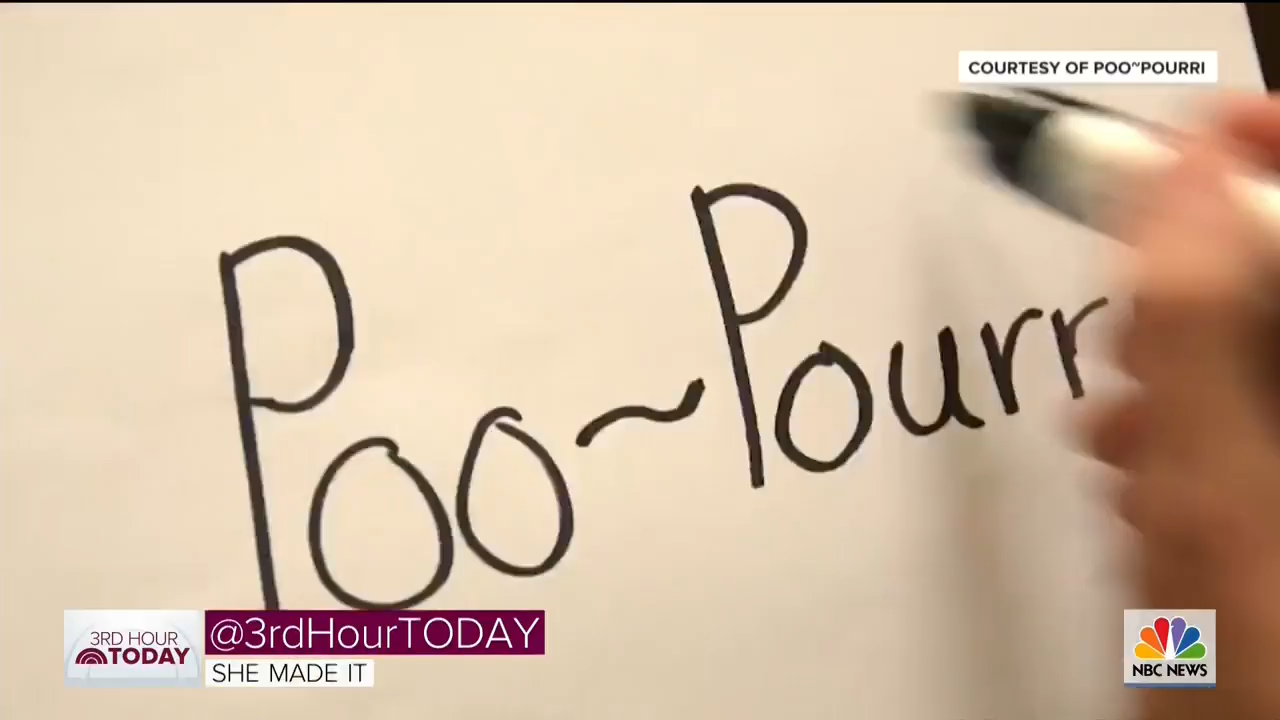 COURTESY OF POO~POURRI
Poo~Pourr
3RD HOUR
TODAY
@3rdHourTODAY
SHE MADE IT
NBC NEWS